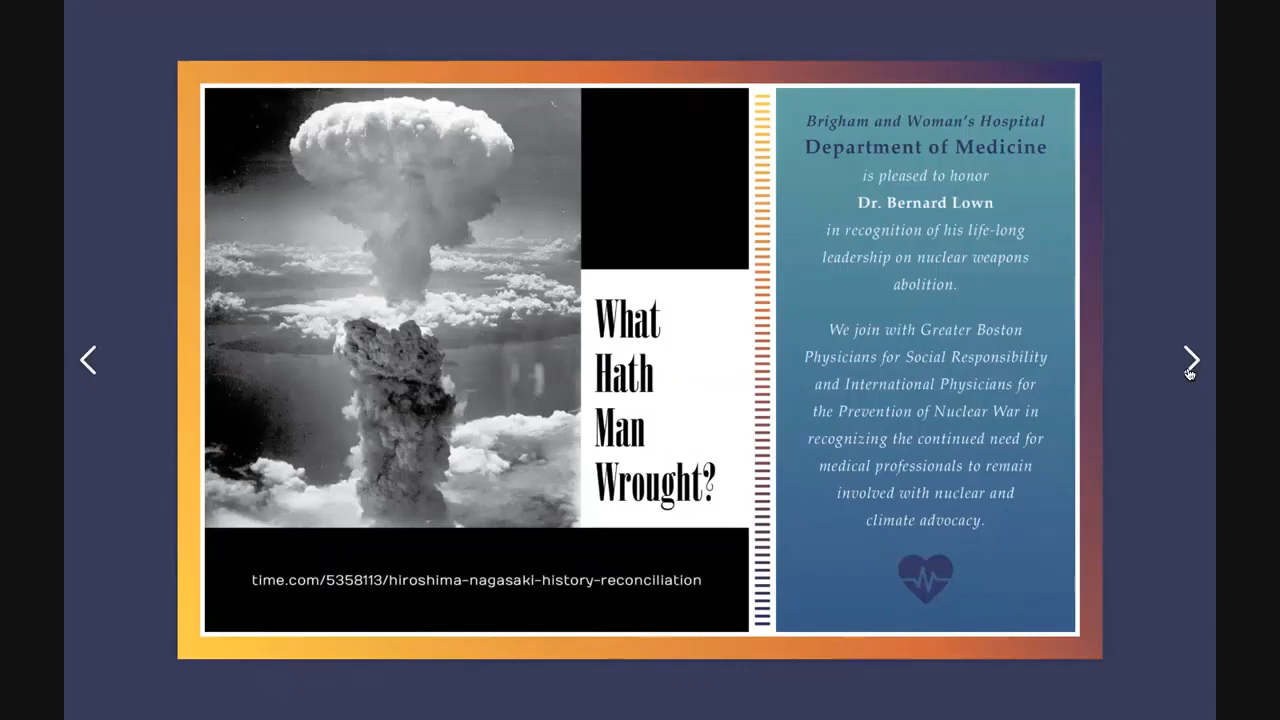 What
Hath
Man
Wrought?
time.com/5358113/hiroshima-nagasaki-history-reconciliation
Brigham and Woman's Hospital
Department of Medicine
is pleased to honor
Dr. Bernard Lown
in recognition of his life-long
leadership on nuclear weapons
abolition.
We join with Greater Boston
Physicians for Social Responsibility
and International Physicians for
the Prevention of Nuclear War in
recognizing the continued need for
medical professionals to remain
involved with nuclear and
climate advocacy.